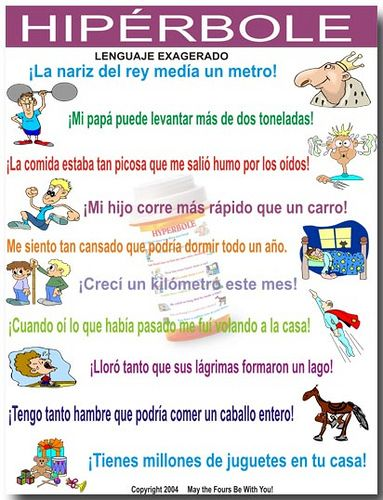 HIPÉRBOLE
LENGUAJE EXAGERADO
¡La nariz del rey medía un metro!
¡Mi papá puede levantar más de dos toneladas!
¡La comida estaba tan picosa que me salió humo por los oídos!
¡Mi hijo corre más rápido que un carro!
Me siento tan cansado que podría dormir todo un año.
¡Crecí un kilómetro este mes!
¡Cuando oí lo que había pasado me fui volando a la casa!
¡Lloró tanto que sus lágrimas formaron un lago!
¡Tengo tanto hambre que podría comer un caballo entero!
¡Tienes millones de juguetes en tu casa!
Copyright 2004 May the Fours Be With You!
HYPERBOLE